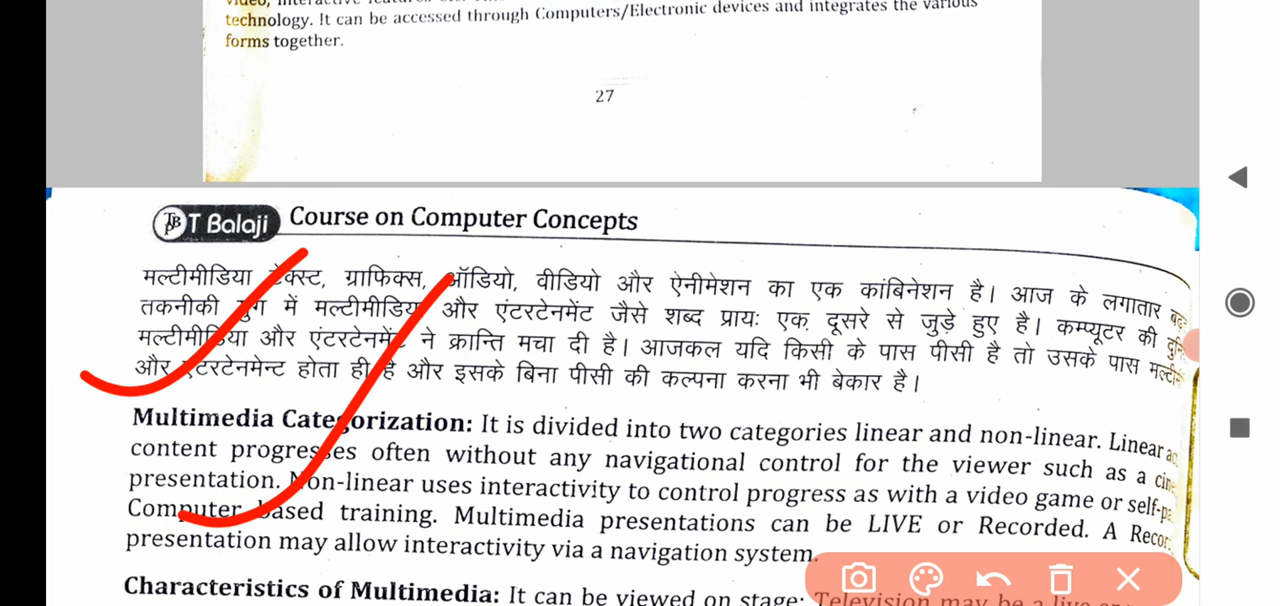 technology. It can be accessed through Computers/Electronic devices and integrates the various
forms together.
27
T Balaji Course on Computer Concepts
मल्टीमीडिया टेक्स्ट, ग्राफिक्स, ऑडियो, वीडियो और ऐनीमेशन का एक कांबिनेशन है। आज के लगातार
तकनीकी युग में मल्टीमीडिया और एंटरटेनमेंट जैसे शब्द प्रायः एक दूसरे से जुड़े हुए है। कम्प्यूटर की
मल्टीमीडिया और एंटरटेनमेंट ने क्रान्ति मचा दी है। आजकल यदि किसी के पास पीसी है तो उसके पास
और एंटरटेनमेन्ट होता ही है और इसके बिना पीसी की कल्पना करना भी बेकार है।
Multimedia Categorization: It is divided into two categories linear and non-linear. Linear
content progresses often without any navigational control for the viewer such as a
presentation. Non-linear uses interactivity to control progress as with a video game or
Computer based training. Multimedia presentations can be LIVE or Recorded. A
presentation may allow interactivity via a navigation system.
Characteristics of Multimedia: It can be viewed on stage; Television may be a live